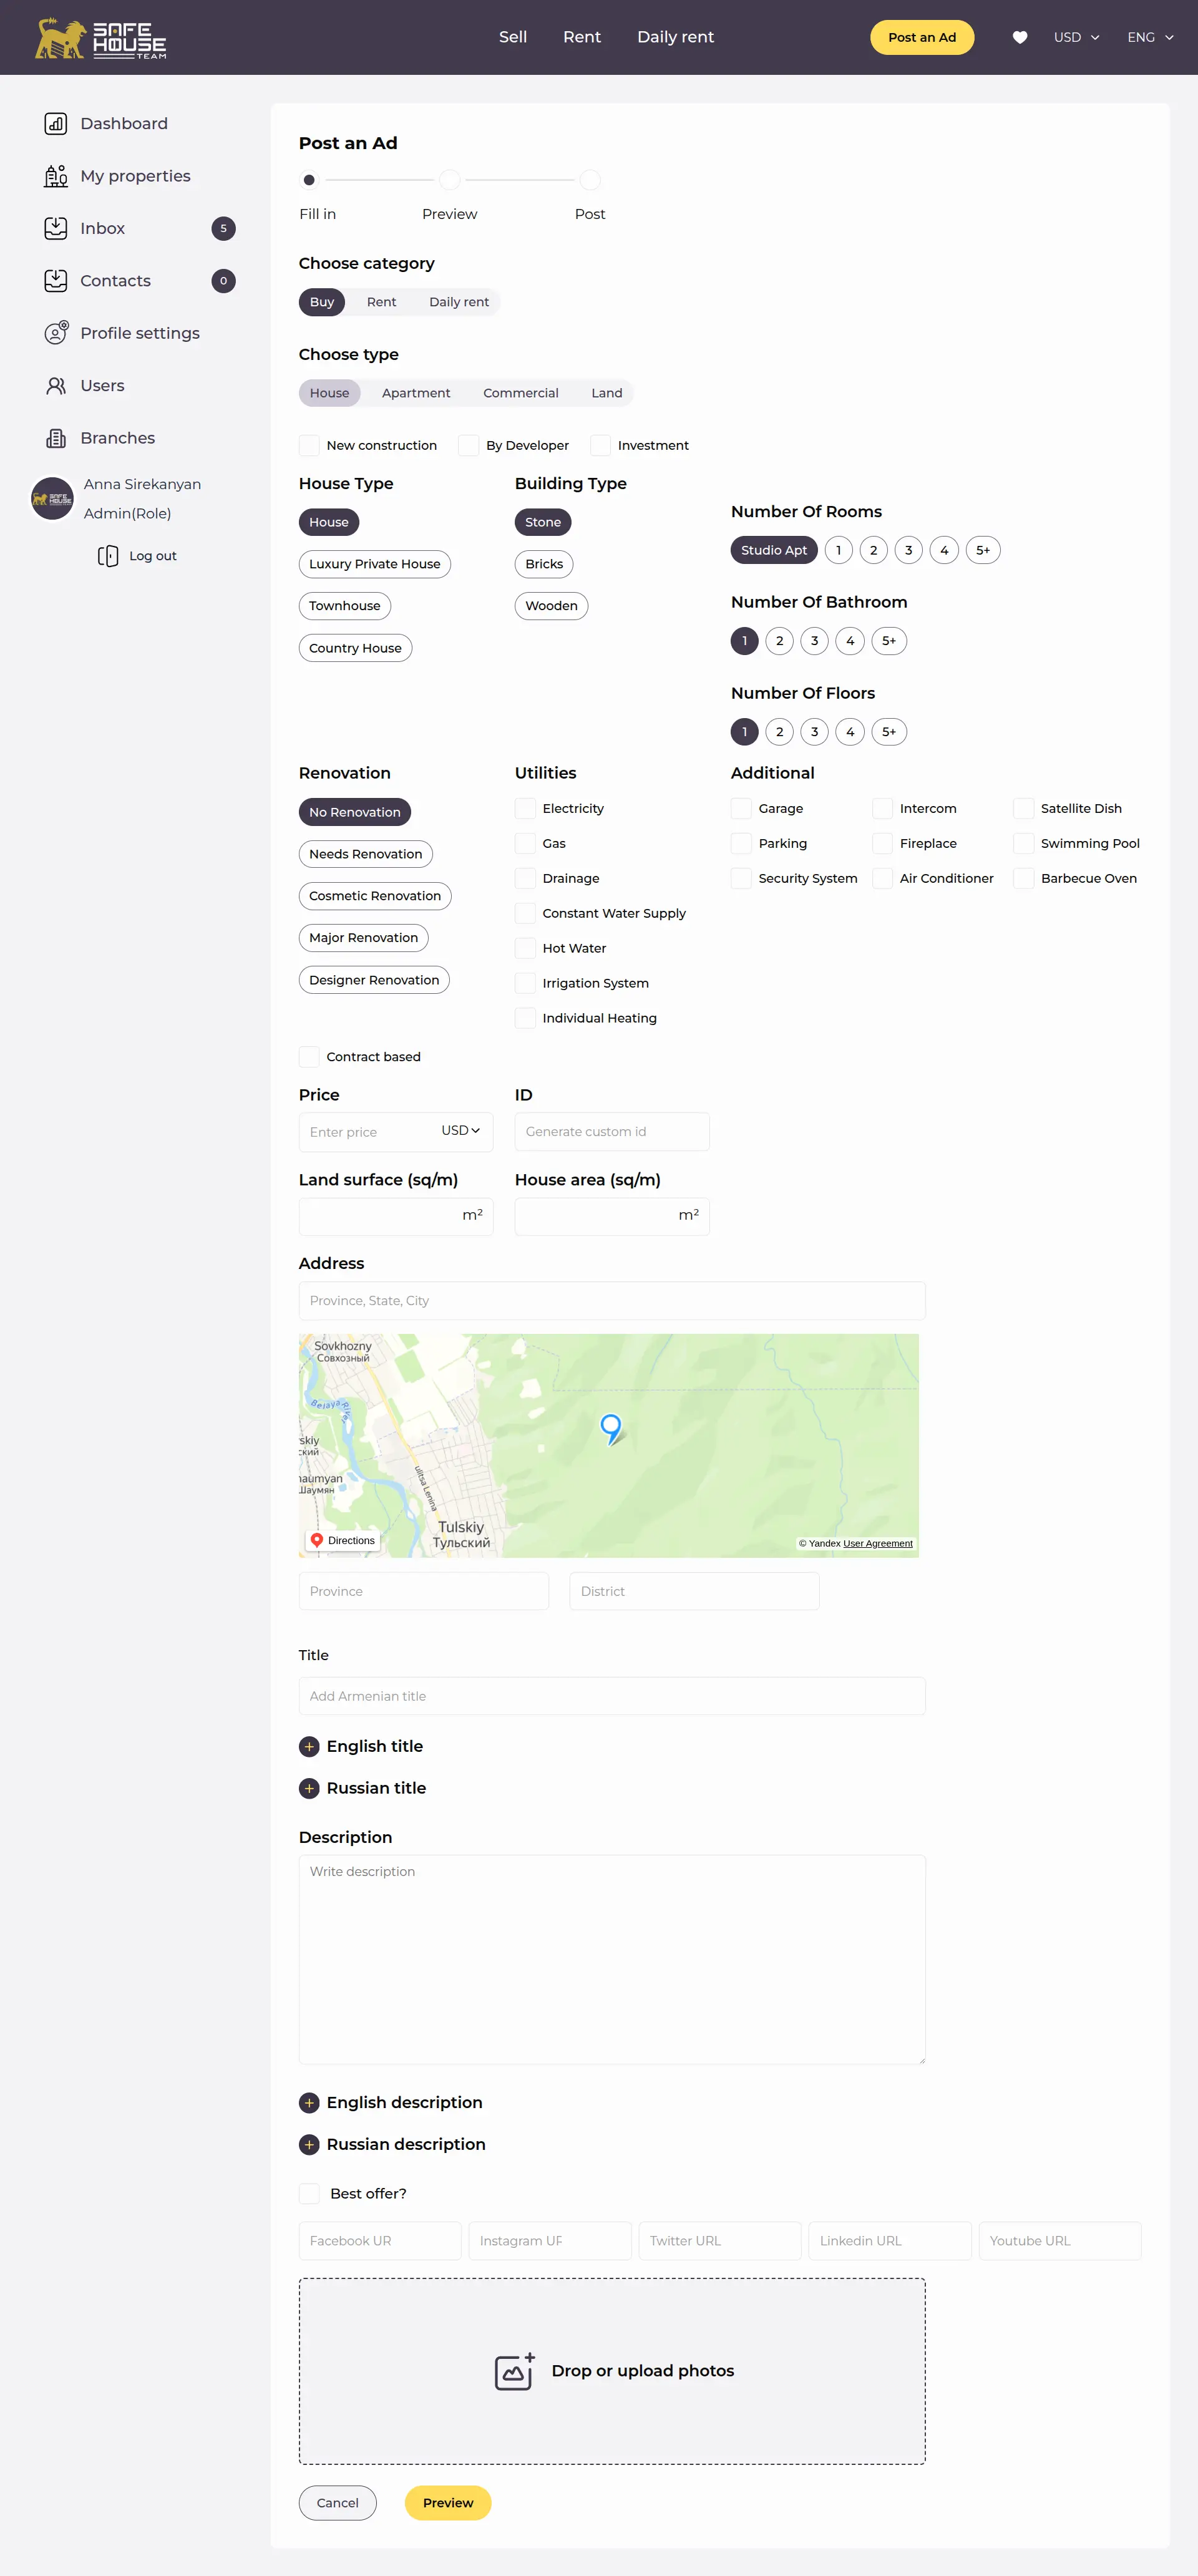 SAFE
HOUSE
TEAM
Sell Rent Daily rent
Post an Ad USD ENG
Dashboard
My properties
Inbox 5
Contacts 0
Profile settings
Users
Branches
Anna Sirekanyan
Admin(Role)
Log out
Post an Ad
Fill in Preview Post
Choose category
Buy Rent Daily rent
Choose type
House Apartment Commercial Land
New construction By Developer Investment
House Type
House
Luxury Private House
Townhouse
Country House
Building Type
Stone
Bricks
Wooden
Number Of Rooms
Studio Apt 1 2 3 4 5+
Number Of Bathroom
1 2 3 4 5+
Number Of Floors
1 2 3 4 5+
Renovation
No Renovation
Needs Renovation
Cosmetic Renovation
Major Renovation
Designer Renovation
Utilities
Electricity
Gas
Drainage
Constant Water Supply
Hot Water
Irrigation System
Individual Heating
Additional
Garage Intercom Satellite Dish
Parking Fireplace Swimming Pool
Security System Air Conditioner Barbecue Oven
Contract based
Price ID
Enter price USD Generate custom id
Land surface (sq/m) House area (sq/m)
m² m²
Address
Province, State, City
Sovkhozny
Совхозный
Belaya River
skiy
ский
haumyan
Шаумян
ulitsa Lenina
Tulskiy
Тульский
Directions
© Yandex User Agreement
Province District
Title
Add Armenian title
+ English title
+ Russian title
Description
Write description
+ English description
+ Russian description
Best offer?
Facebook UR Instagram UR Twitter URL Linkedin URL Youtube URL
Drop or upload photos
Cancel Preview